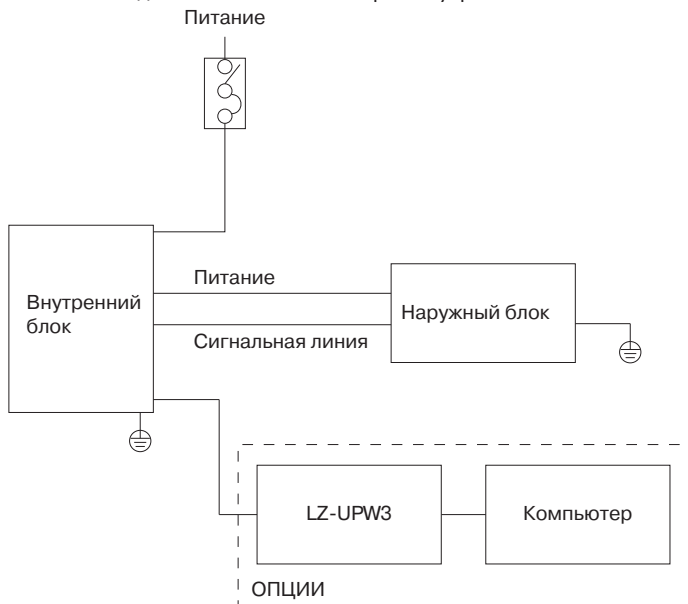 Питание
Питание
Внутренний
блок
Наружный блок
Сигнальная линия
LZ-UPW3
Компьютер
ОПЦИИ